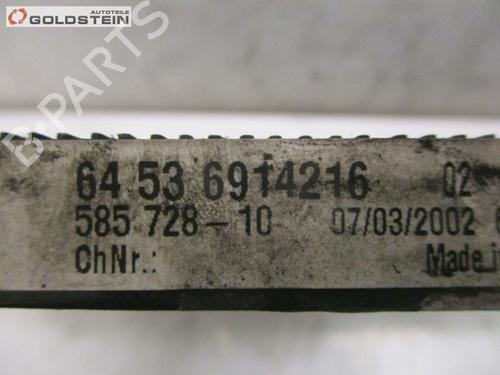 AUTOTEILE
GOLDSTEIN
B-PARTS
64 53 6914216 02
585 728-10 07/03/2002
ChNr.: Made i